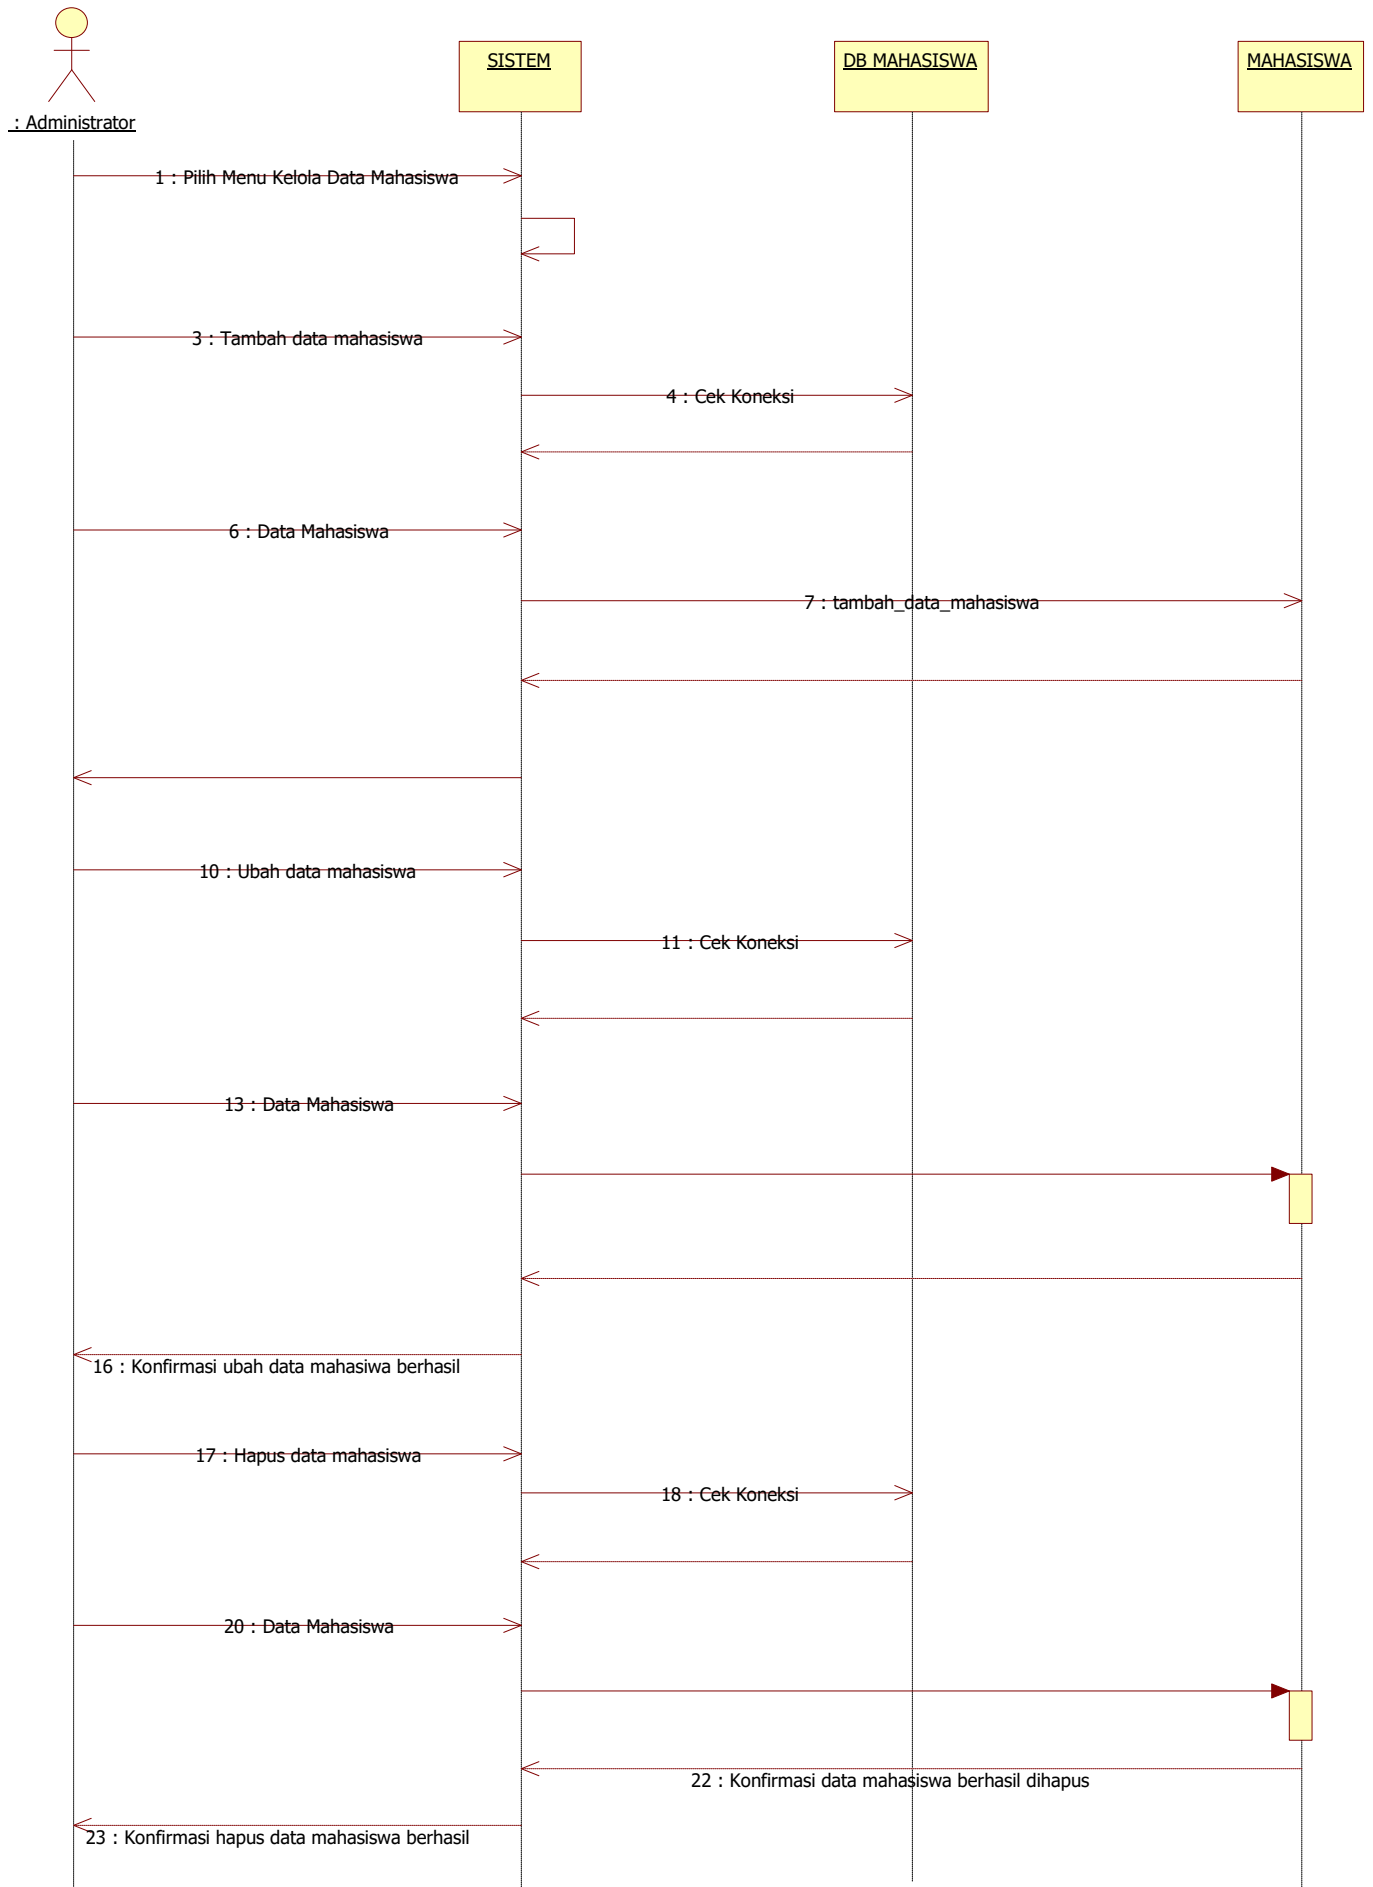 : Administrator
SISTEM
DB MAHASISWA
MAHASISWA
1 : Pilih Menu Kelola Data Mahasiswa
3 : Tambah data mahasiswa
4 : Cek Koneksi
6 : Data Mahasiswa
7 : tambah_data_mahasiswa
10 : Ubah data mahasiswa
11 : Cek Koneksi
13 : Data Mahasiswa
16 : Konfirmasi ubah data mahasiwa berhasil
17 : Hapus data mahasiswa
18 : Cek Koneksi
20 : Data Mahasiswa
22 : Konfirmasi data mahasiswa berhasil dihapus
23 : Konfirmasi hapus data mahasiswa berhasil